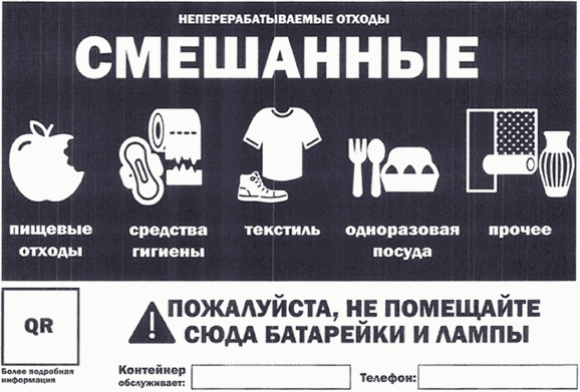 НЕПЕРЕРАБАТЫВАЕМЫЕ ОТХОДЫ
СМЕШАННЫЕ
пищевые отходы
средства гигиены
текстиль
одноразовая посуда
прочее
QR
Более подробная
информация
ПОЖАЛУЙСТА, НЕ ПОМЕЩАЙТЕ
СЮДА БАТАРЕЙКИ И ЛАМПЫ
Контейнер
обслуживает:
Телефон: